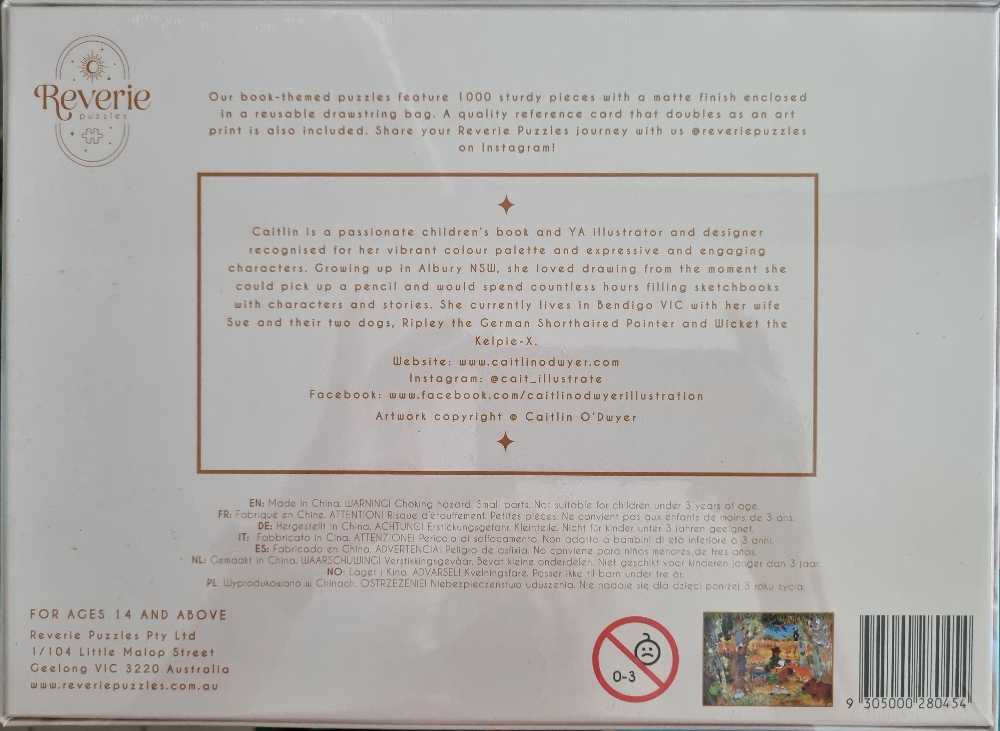 Reverie
puzzles
Our book-themed puzzles feature 1000 sturdy pieces with a matte finish enclosed
in a reusable drawstring bag. A quality reference card that doubles as an art
print is also included. Share your Reverie Puzzles journey with us @reveriepuzzles
on Instagram!
Caitlin is a passionate children's book and YA illustrator and designer
recognised for her vibrant colour palette and expressive and engaging
characters. Growing up in Albury NSW, she loved drawing from the moment she
could pick up a pencil and would spend countless hours filling sketchbooks
with characters and stories. She currently lives in Bendigo VIC with her wife
Sue and their two dogs, Ripley the German Shorthaired Pointer and Wicket the
Kelpie-X.
Website: www.caitlinodwyer.com
Instagram: @cait_illustrate
Facebook: www.facebook.com/caitlinodwyerillustration
Artwork copyright © Caitlin O'Dwyer
EN: Made in China. WARNING! Choking hazard. Small parts. Not suitable for children under 3 years of age.
FR: Fabriqué en Chine. ATTENTION! Risque d'étouffement. Petites pièces. Ne convient pas aux enfants de moins de 3 ans.
DE: Hergestellt in China. ACHTUNG! Erstickungsgefahr. Kleinteile. Nicht für kinder unter 3 Jahren geeignet.
IT: Fabbricato in Cina. ATTENZIONE! Pericolo di soffocamento. Non adatto a bambini di età inferiore a 3 anni.
ES: Fabricado en China. ADVERTENCIA: Peligro de asfixia. No conviene para niños menores de tres años.
NL: Gemaakt in China. WAARSCHUWING! Verstikkingsgevaar. Bevat kleine onderdelen. Niet geschikt voor kinderen jonger dan 3 jaar.
NO: Laget i Kina. ADVARSEL! Kvelningsfare. Passer ikke til barn under tre år.
PL: Wyprodukowano w Chinach. OSTRZEŻENIE! Niebezpieczeństwo uduszenia. Nie nadaje się dla dzieci poniżej 3 roku życia.
FOR AGES 14 AND ABOVE
Reverie Puzzles Pty Ltd
1/104 Little Malop Street
Geelong VIC 3220 Australia
www.reveriepuzzles.com.au
0-3
9 305000 280454